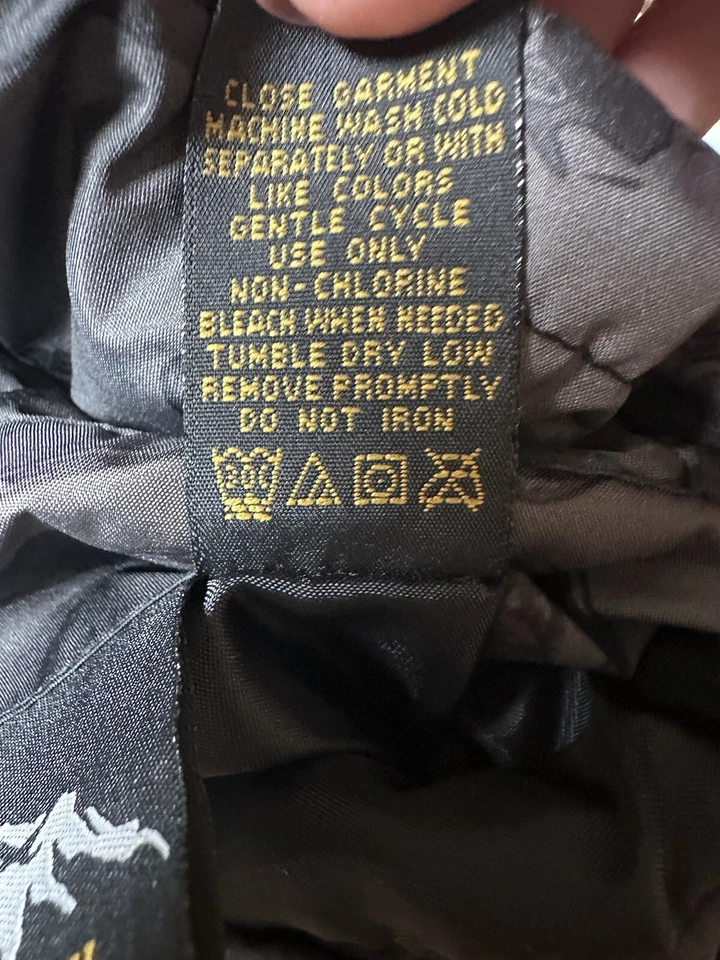 CLOSE GARMENT
MACHINE WASH COLD
SEPARATELY OR WITH
LIKE COLORS
GENTLE CYCLE
USE ONLY
NON-CHLORINE
BLEACH WHEN NEEDED
TUMBLE DRY LOW
REMOVE PROMPTLY
DO NOT IRON
30C